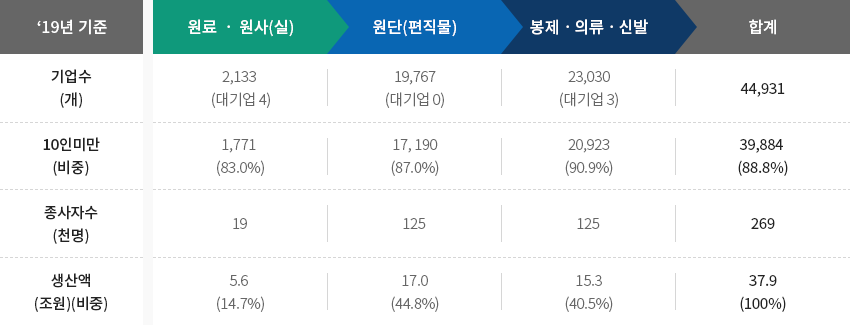 ‘19년 기준 원료 · 원사(실) 원단(편직물) 봉제 · 의류 · 신발 합계
기업수 2,133 19,767 23,030 44,931
(개) (대기업 4) (대기업 0) (대기업 3)
10인미만 1,771 17, 190 20,923 39,884
(비중) (83.0%) (87.0%) (90.9%) (88.8%)
종사자수 19 125 125 269
(천명)
생산액 5.6 17.0 15.3 37.9
(조원)(비중) (14.7%) (44.8%) (40.5%) (100%)